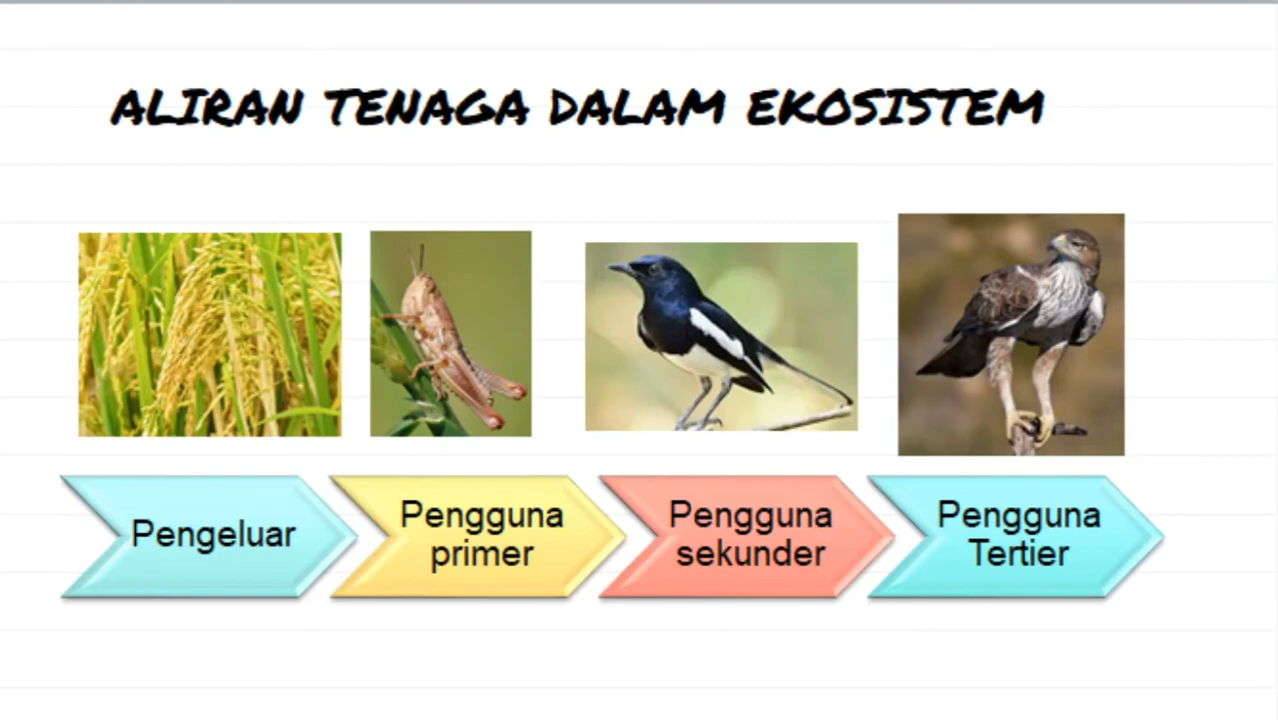 ALIRAN TENAGA DALAM EKOSISTEM
Pengeluar
Pengguna
primer
Pengguna
sekunder
Pengguna
Tertier